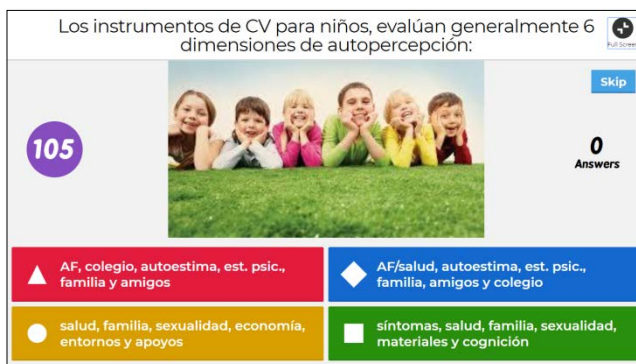 Los instrumentos de CV para niños, evalúan generalmente 6
dimensiones de autopercepción:
Full Screen
Skip
105
0
Answers
AF, colegio, autoestima, est. psic.,
familia y amigos
AF/salud, autoestima, est. psic.,
familia, amigos y colegio
salud, familia, sexualidad, economía,
entornos y apoyos
síntomas, salud, familia, sexualidad,
materiales y cognición